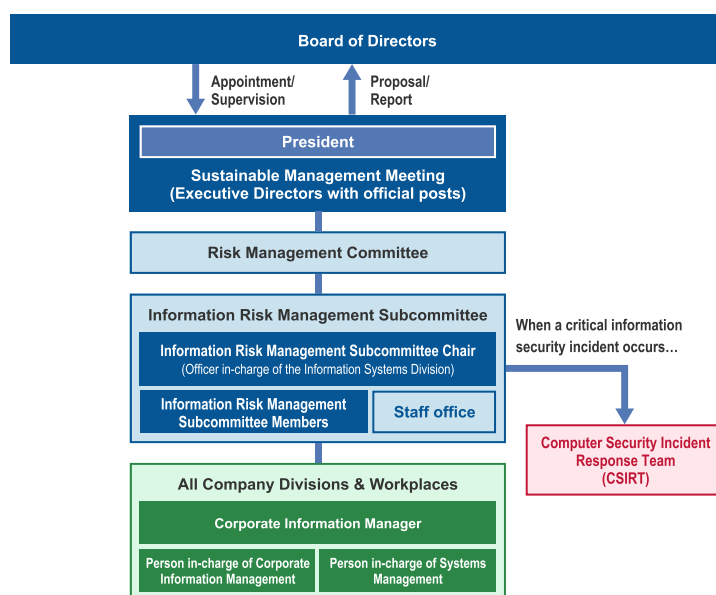 Board of Directors
Appointment/
Supervision
Proposal/
Report
President
Sustainable Management Meeting
(Executive Directors with official posts)
Risk Management Committee
Information Risk Management Subcommittee
Information Risk Management Subcommittee Chair
(Officer in-charge of the Information Systems Division)
Information Risk Management
Subcommittee Members
Staff office
When a critical information
security incident occurs…
Computer Security Incident
Response Team
(CSIRT)
All Company Divisions & Workplaces
Corporate Information Manager
Person in-charge of Corporate
Information Management
Person in-charge of Systems
Management